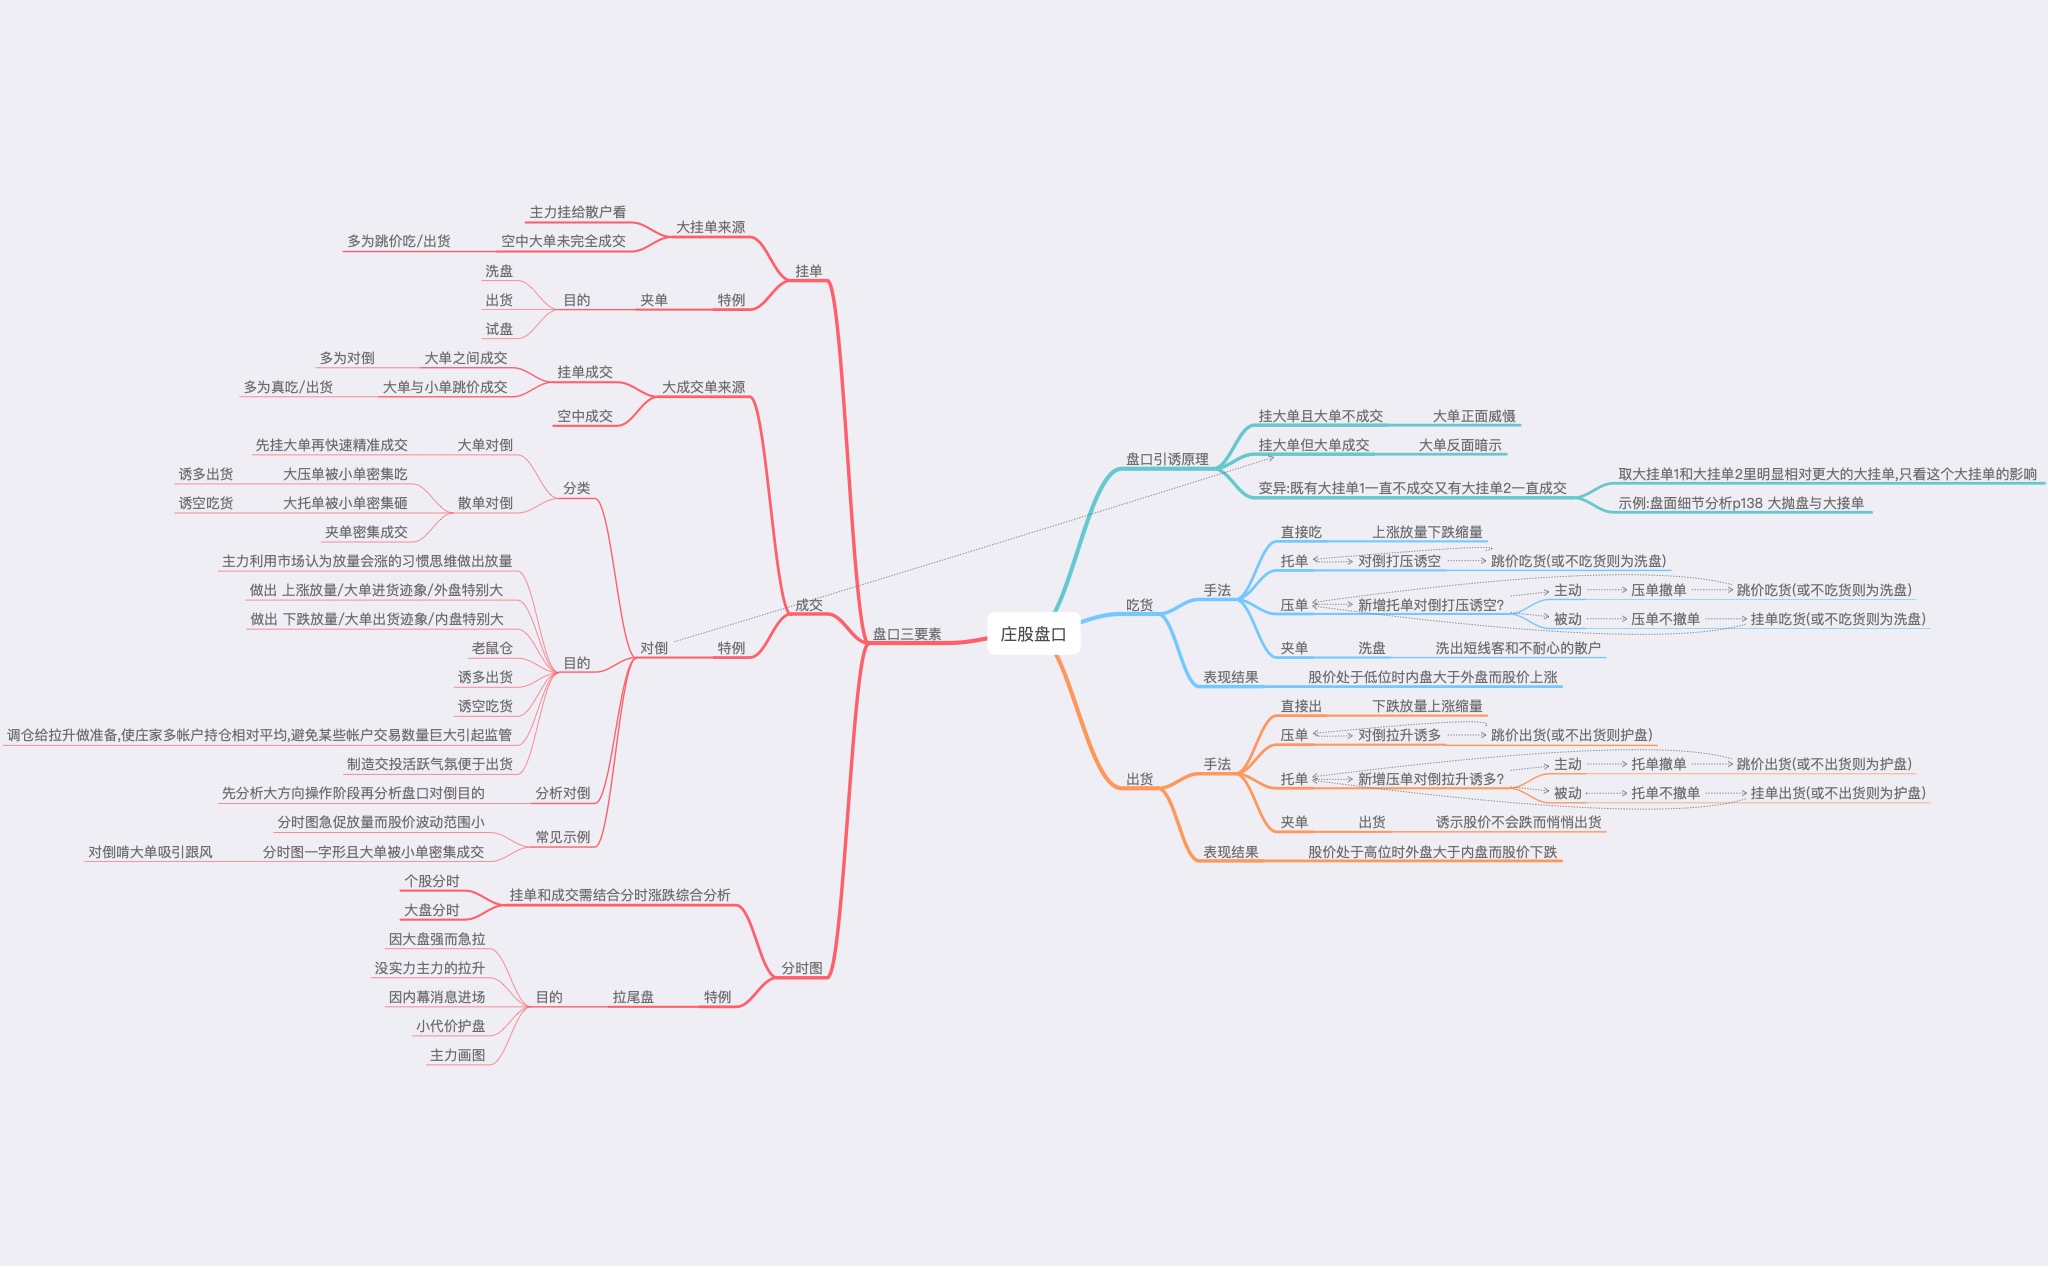 庄股盘口
盘口三要素
挂单
大挂单来源
主力挂给散户看
空中大单未完全成交
多为跳价吃/出货
特例
夹单
目的
洗盘
出货
试盘
成交
大成交单来源
挂单成交
大单之间成交
多为对倒
大单与小单跳价成交
多为真吃/出货
空中成交
特例
对倒
分类
大单对倒
先挂大单再快速精准成交
散单对倒
大压单被小单密集吃
诱多出货
大托单被小单密集砸
诱空吃货
夹单密集成交
目的
主力利用市场认为放量会涨的习惯思维做出放量
做出 上涨放量/大单进货迹象/外盘特别大
做出 下跌放量/大单出货迹象/内盘特别大
老鼠仓
诱多出货
诱空吃货
调仓给拉升做准备,使庄家多帐户持仓相对平均,避免某些帐户交易数量巨大引起监管
制造交投活跃气氛便于出货
分析对倒
先分析大方向操作阶段再分析盘口对倒目的
常见示例
分时图急促放量而股价波动范围小
分时图一字形且大单被小单密集成交
对倒啃大单吸引跟风
分时图
挂单和成交需结合分时涨跌综合分析
个股分时
大盘分时
特例
拉尾盘
目的
因大盘强而急拉
没实力主力的拉升
因内幕消息进场
小代价护盘
主力画图
盘口引诱原理
挂大单且大单不成交
大单正面威慑
挂大单但大单成交
大单反面暗示
变异:既有大挂单1一直不成交又有大挂单2一直成交
取大挂单1和大挂单2里明显相对更大的大挂单,只看这个大挂单的影响
示例:盘面细节分析p138 大抛盘与大接单
吃货
手法
直接吃
上涨放量下跌缩量
托单
对倒打压诱空
跳价吃货(或不吃货则为洗盘)
压单
新增托单对倒打压诱空?
主动
压单撤单
跳价吃货(或不吃货则为洗盘)
被动
压单不撤单
挂单吃货(或不吃货则为洗盘)
夹单
洗盘
洗出短线客和不耐心的散户
表现结果
股价处于低位时内盘大于外盘而股价上涨
出货
手法
直接出
下跌放量上涨缩量
压单
对倒拉升诱多
跳价出货(或不出货则护盘)
托单
新增压单对倒拉升诱多?
主动
托单撤单
跳价出货(或不出货则为护盘)
被动
托单不撤单
挂单出货(或不出货则为护盘)
夹单
出货
诱示股价不会跌而悄悄出货
表现结果
股价处于高位时外盘大于内盘而股价下跌